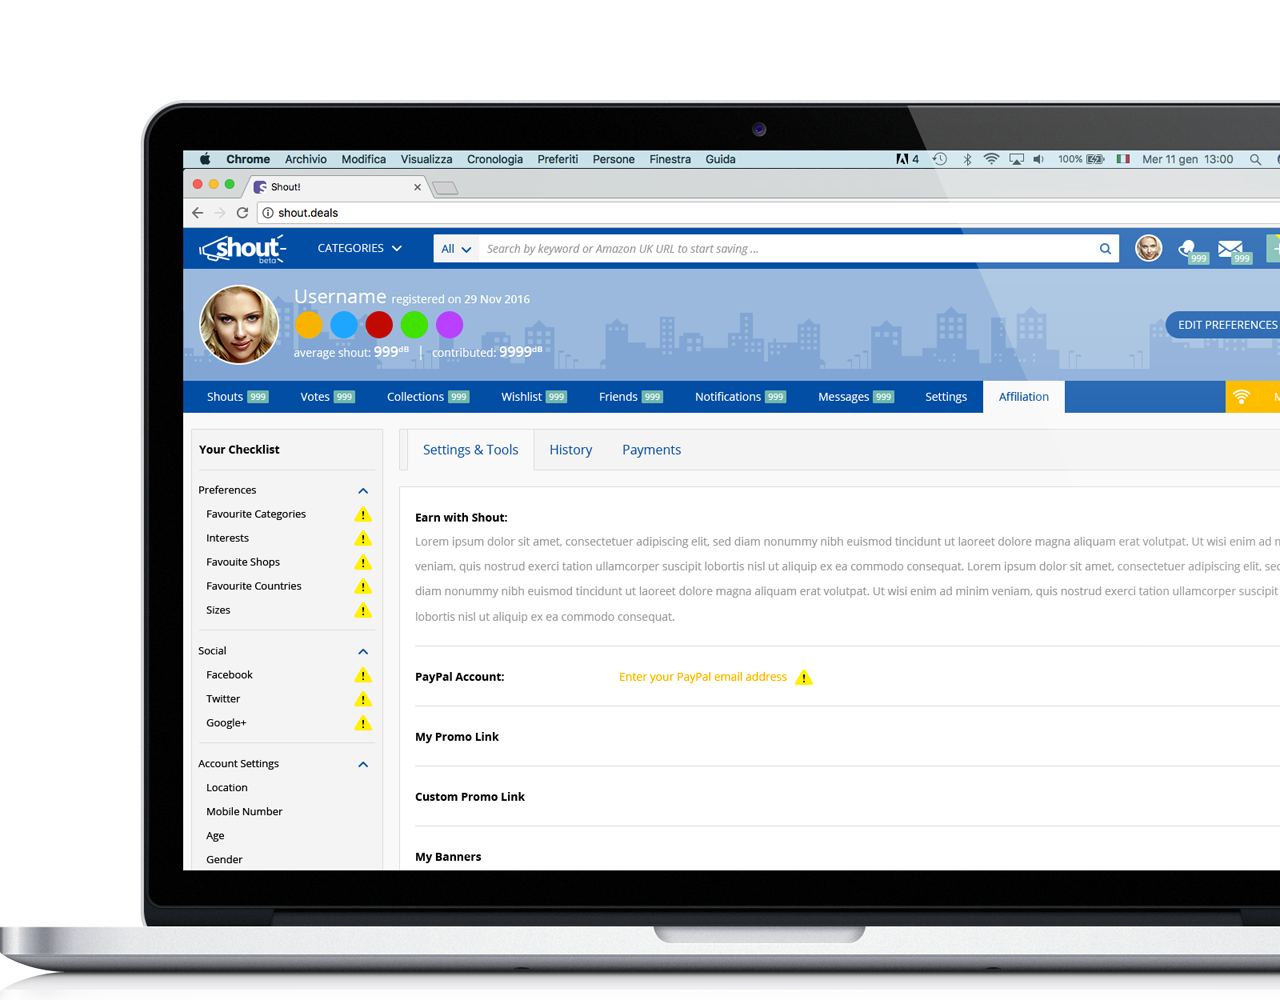 Chrome Archivio Modifica Visualizza Cronologia Preferiti Persone Finestra Guida 4 100% Mer 11 gen 13:00
Shout!
shout.deals
shout beta CATEGORIES All Search by keyword or Amazon UK URL to start saving ... 999 999
Username registered on 29 Nov 2016
EDIT PREFERENCES
average shout: 999dB | contributed: 9999dB
Shouts 999 Votes 999 Collections 999 Wishlist 999 Friends 999 Notifications 999 Messages 999 Settings Affiliation
Your Checklist
Preferences
Favourite Categories
Interests
Favouite Shops
Favourite Countries
Sizes
Social
Facebook
Twitter
Google+
Account Settings
Location
Mobile Number
Age
Gender
Settings & Tools History Payments
Earn with Shout:
Lorem ipsum dolor sit amet, consectetuer adipiscing elit, sed diam nonummy nibh euismod tincidunt ut laoreet dolore magna aliquam erat volutpat. Ut wisi enim ad
veniam, quis nostrud exerci tation ullamcorper suscipit lobortis nisl ut aliquip ex ea commodo consequat. Lorem ipsum dolor sit amet, consectetuer adipiscing elit, sed
diam nonummy nibh euismod tincidunt ut laoreet dolore magna aliquam erat volutpat. Ut wisi enim ad minim veniam, quis nostrud exerci tation ullamcorper suscipit
lobortis nisl ut aliquip ex ea commodo consequat.
PayPal Account: Enter your PayPal email address
My Promo Link
Custom Promo Link
My Banners